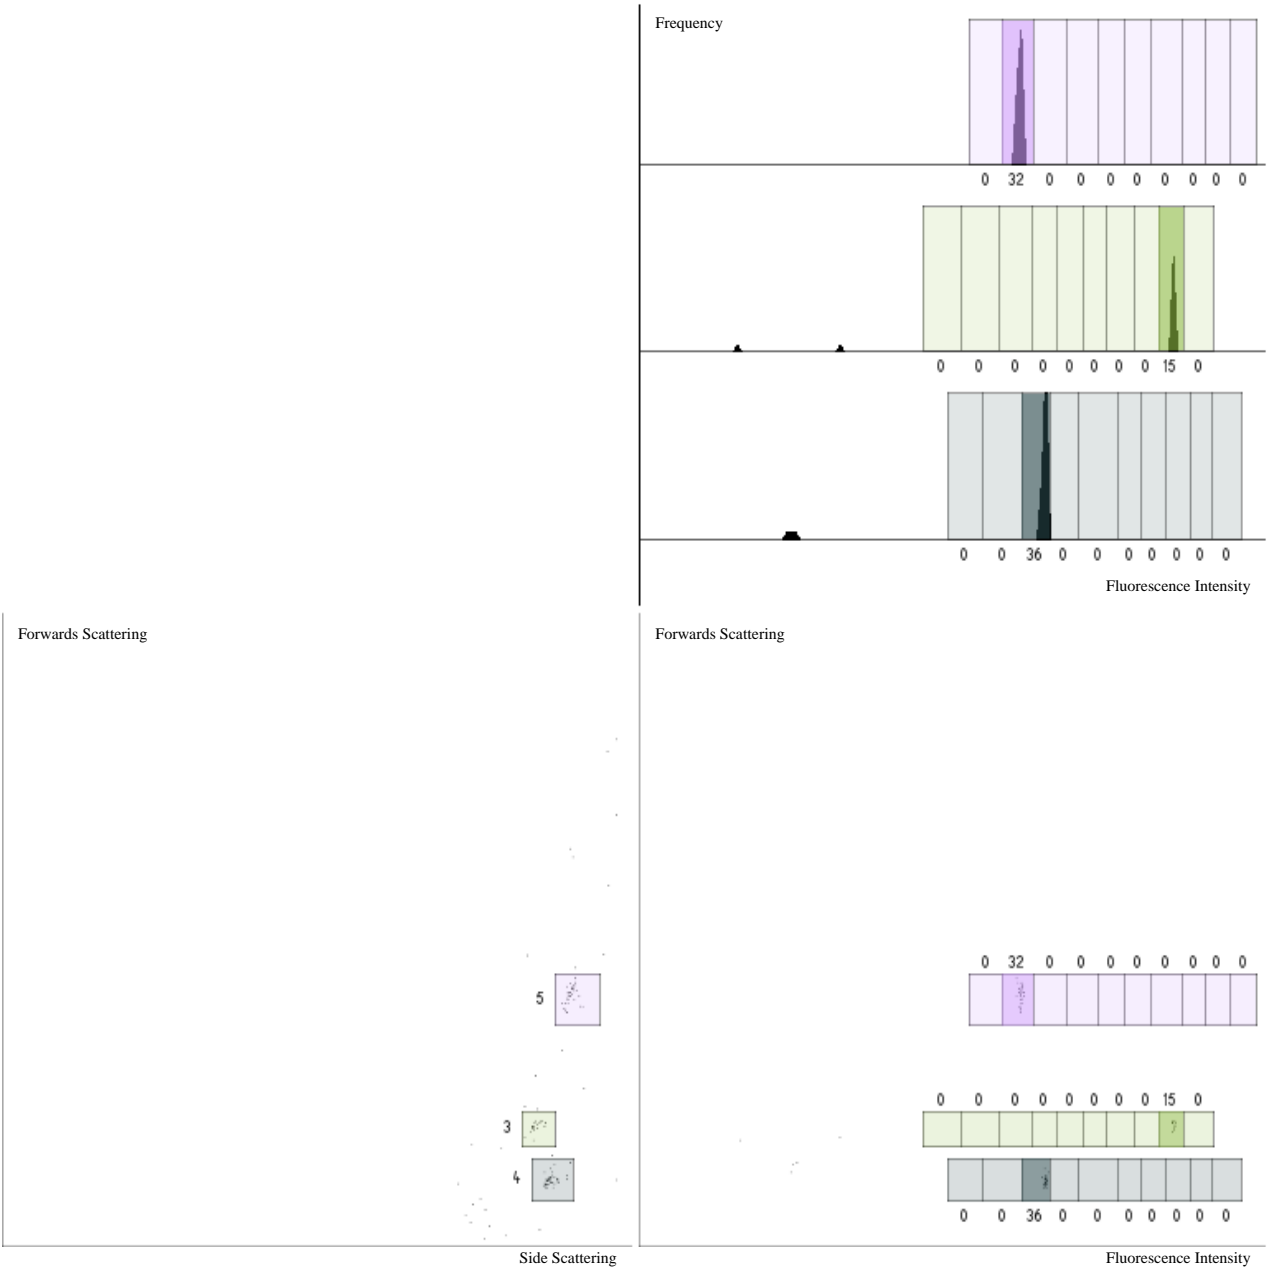 Frequency
0 32 0 0 0 0 0 0 0 0
0 0 0 0 0 0 0 0 15 0
0 0 36 0 0 0 0 0 0 0
Fluorescence Intensity
Forwards Scattering
5
3
4
Side Scattering
Forwards Scattering
0 32 0 0 0 0 0 0 0 0
0 0 0 0 0 0 0 0 15 0
0 0 36 0 0 0 0 0 0 0
Fluorescence Intensity